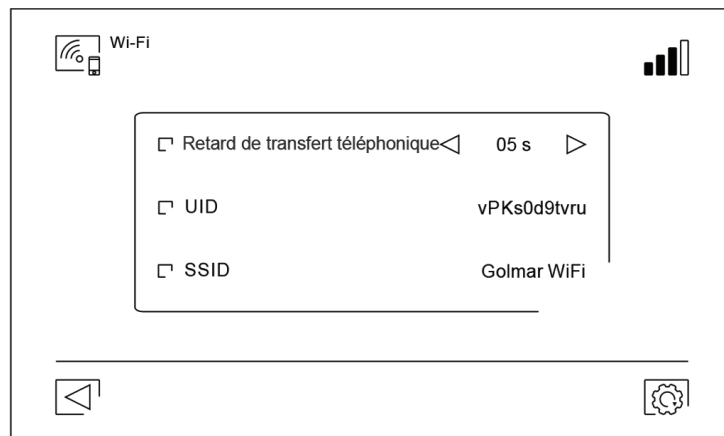 Wi-Fi
Retard de transfert téléphonique 05 s
UID vPKs0d9tvru
SSID Golmar WiFi